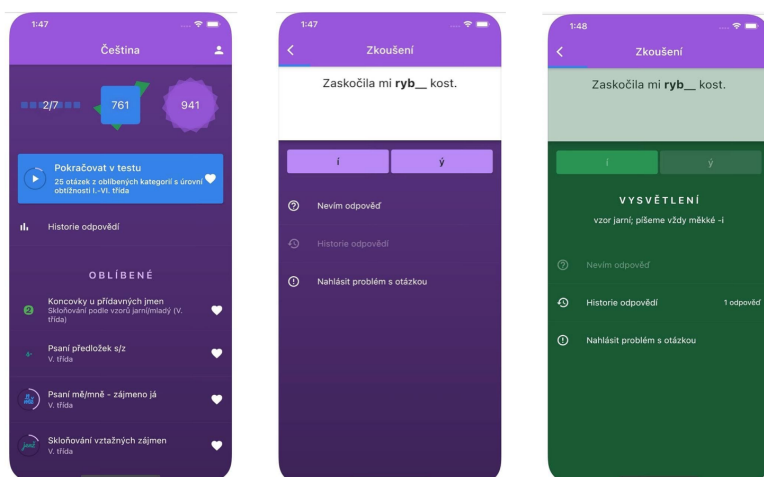 1:47
Čeština
2/7
761
941
Pokračovat v testu
25 otázek z oblíbených kategorií s úrovní
obtížnosti I.-VI. třída
Historie odpovědí
OBLÍBENÉ
2
Koncovky u přídavných jmen
Skloňování podle vzorů jarní/mladý (V.
třída)
Psaní předložek s/z
V. třída
Psaní mě/mně - zájmeno já
V. třída
jenž
Skloňování vztažných zájmen
V. třída
1:47
Zkoušení
Zaskočila mi ryb__ kost.
í
ý
Nevím odpověď
Historie odpovědí
Nahlásit problém s otázkou
1:48
Zkoušení
Zaskočila mi ryb__ kost.
í
ý
VYSVĚTLENÍ
vzor jarní; píšeme vždy měkké -i
Nevím odpověď
Historie odpovědí
1 odpověď
Nahlásit problém s otázkou